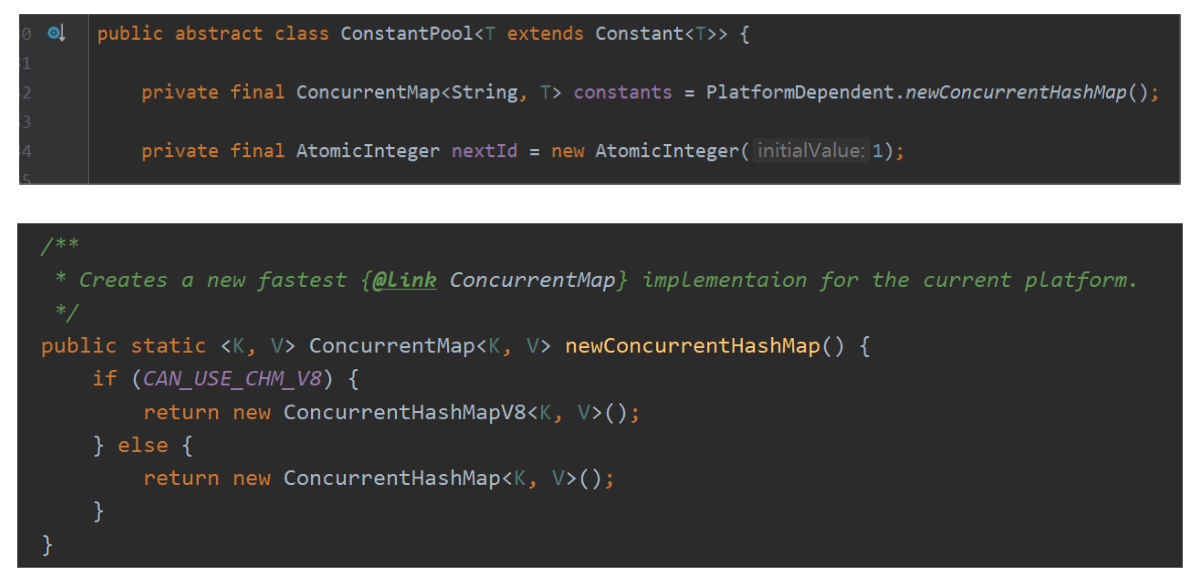 0 public abstract class ConstantPool<T extends Constant<T>> {
1
2 private final ConcurrentMap<String, T> constants = PlatformDependent.newConcurrentHashMap();
3
4 private final AtomicInteger nextId = new AtomicInteger( initialValue: 1);
5
/**
* Creates a new fastest {@link ConcurrentMap} implementaion for the current platform.
*/
public static <K, V> ConcurrentMap<K, V> newConcurrentHashMap() {
if (CAN_USE_CHM_V8) {
return new ConcurrentHashMapV8<K, V>();
} else {
return new ConcurrentHashMap<K, V>();
}
}